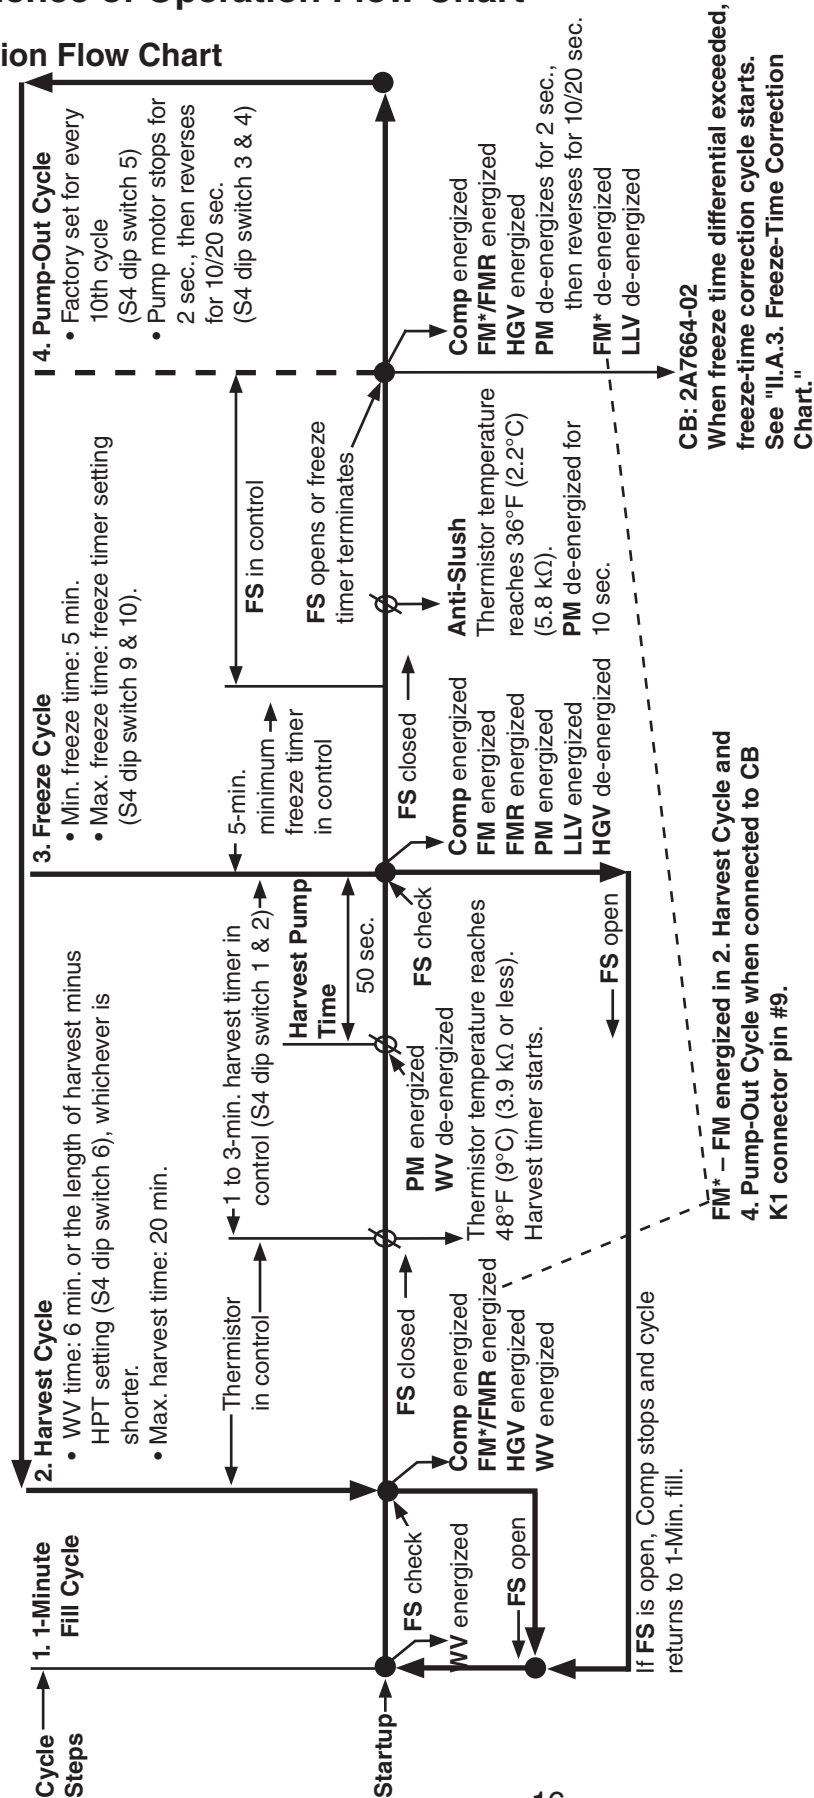 ion Flow Chart
Cycle
Steps
1. 1-Minute
Fill Cycle
2. Harvest Cycle
• WV time: 6 min. or the length of harvest minus
HPT setting (S4 dip switch 6), whichever is
shorter.
• Max. harvest time: 20 min.
3. Freeze Cycle
• Min. freeze time: 5 min.
• Max. freeze time: freeze timer setting
(S4 dip switch 9 & 10).
4. Pump-Out Cycle
• Factory set for every
10th cycle
(S4 dip switch 5)
• Pump motor stops for
2 sec., then reverses
for 10/20 sec.
(S4 dip switch 3 & 4)
Thermistor
in control
1 to 3-min. harvest timer in
control (S4 dip switch 1 & 2)
Harvest Pump
Time
50 sec.
5-min.
minimum
freeze timer
in control
FS in control
FS opens or freeze
timer terminates
Startup
FS check
WV energized
FS open
FS closed
Comp energized
FM*/FMR energized
HGV energized
WV energized
Thermistor temperature reaches
48°F (9°C) (3.9 kΩ or less).
Harvest timer starts.
PM energized
WV de-energized
FS check
FS open
FS closed
Comp energized
FM energized
FMR energized
PM energized
LLV energized
HGV de-energized
Anti-Slush
Thermistor temperature
reaches 36°F (2.2°C)
(5.8 kΩ).
PM de-energized for
10 sec.
Comp energized
FM*/FMR energized
HGV energized
PM de-energizes for 2 sec.,
then reverses for 10/20 sec.
FM* de-energized
LLV de-energized
If FS is open, Comp stops and cycle
returns to 1-Min. fill.
FM* – FM energized in 2. Harvest Cycle and
4. Pump-Out Cycle when connected to CB
K1 connector pin #9.
CB: 2A7664-02
When freeze time differential exceeded,
freeze-time correction cycle starts.
See "II.A.3. Freeze-Time Correction
Chart."